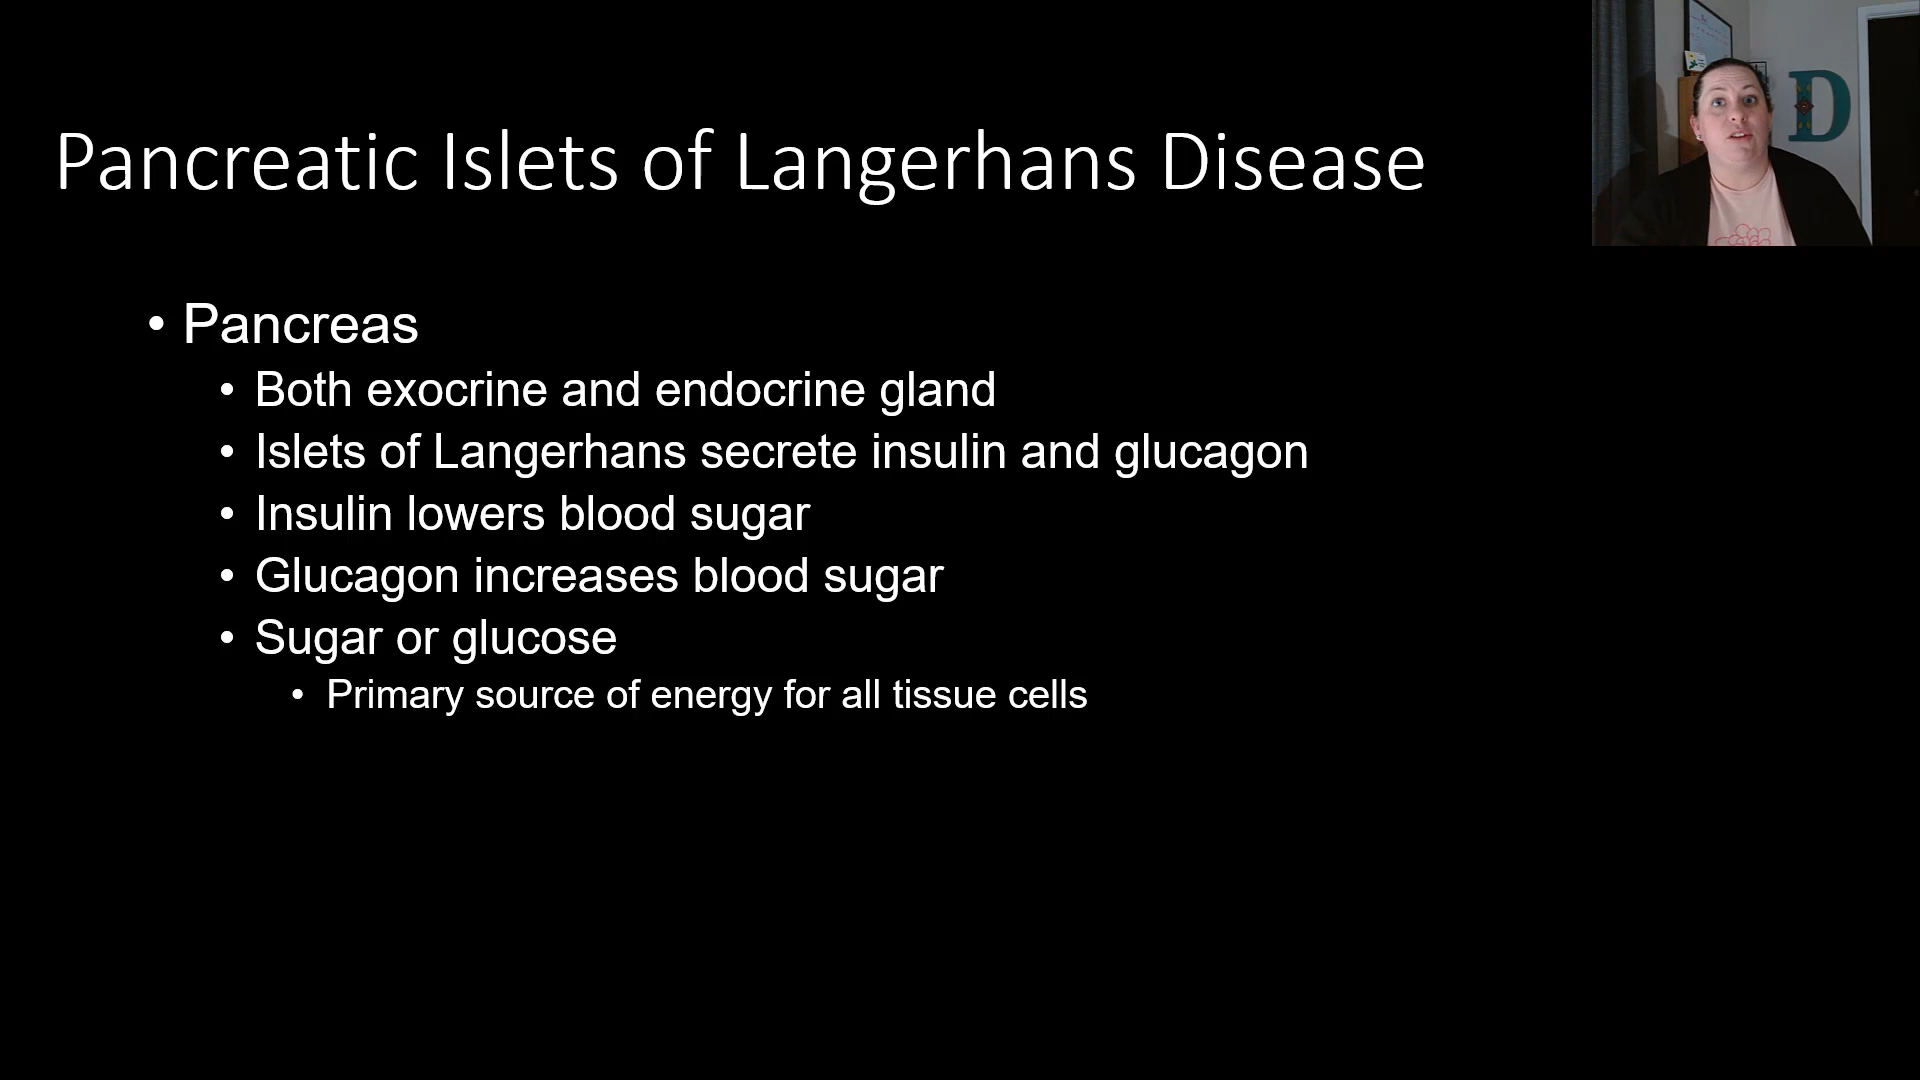 Pancreatic Islets of Langerhans Disease
D
• Pancreas
• Both exocrine and endocrine gland
• Islets of Langerhans secrete insulin and glucagon
• Insulin lowers blood sugar
• Glucagon increases blood sugar
• Sugar or glucose
• Primary source of energy for all tissue cells